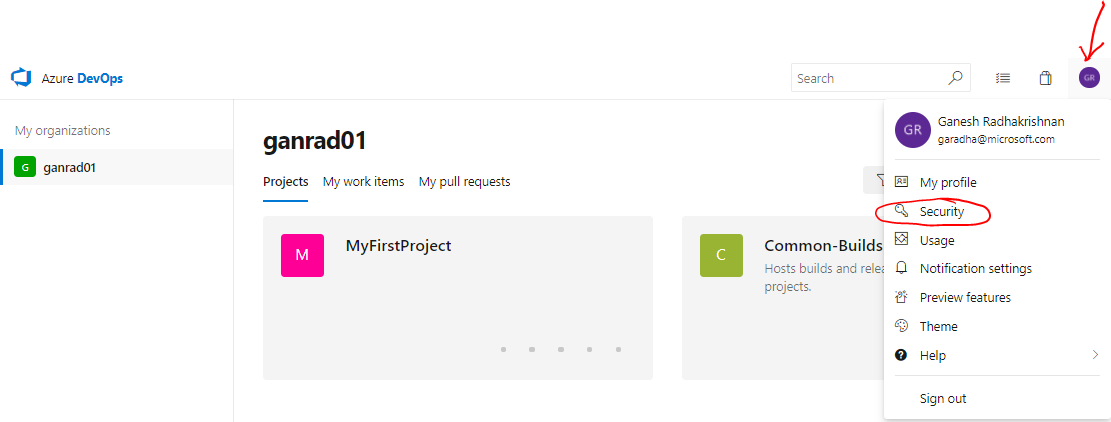 Azure DevOps
Search
GR
My organizations
G ganrad01
ganrad01
Projects My work items My pull requests
M MyFirstProject
C Common-Builds
Hosts builds and relea
projects.
GR Ganesh Radhakrishnan
garadha@microsoft.com
My profile
Security
Usage
Notification settings
Preview features
Theme
Help
Sign out